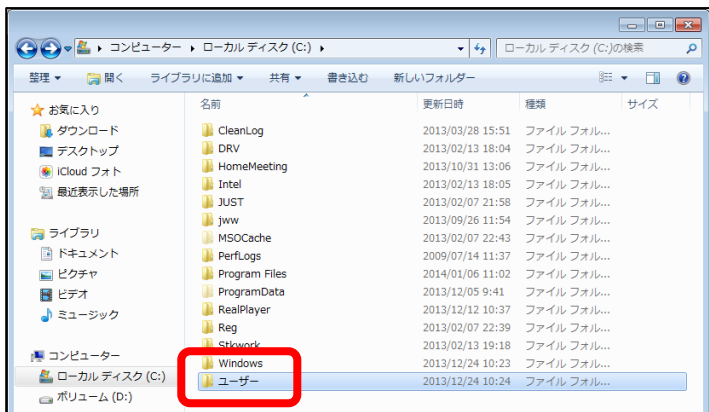 コンピューター ▸ ローカル ディスク (C:) ▸
ローカル ディスク (C:)の検索
整理 ▼ 開く ライブラリに追加 ▼ 共有 ▼ 書き込む 新しいフォルダー
お気に入り
ダウンロード
デスクトップ
iCloud フォト
最近表示した場所
ライブラリ
ドキュメント
ピクチャ
ビデオ
ミュージック
コンピューター
ローカル ディスク (C:)
ボリューム (D:)
名前 更新日時 種類 サイズ
CleanLog 2013/03/28 15:51 ファイル フォル...
DRV 2013/02/13 18:04 ファイル フォル...
HomeMeeting 2013/10/31 13:06 ファイル フォル...
Intel 2013/02/13 18:05 ファイル フォル...
JUST 2013/02/07 21:58 ファイル フォル...
jww 2013/09/26 11:54 ファイル フォル...
MSOCache 2013/02/07 22:43 ファイル フォル...
PerfLogs 2009/07/14 11:37 ファイル フォル...
Program Files 2014/01/06 11:02 ファイル フォル...
ProgramData 2013/12/05 9:41 ファイル フォル...
RealPlayer 2013/12/12 10:37 ファイル フォル...
Reg 2013/02/07 22:39 ファイル フォル...
Stkwork 2013/02/13 19:18 ファイル フォル...
Windows 2013/12/24 10:23 ファイル フォル...
ユーザー 2013/12/24 10:24 ファイル フォル...